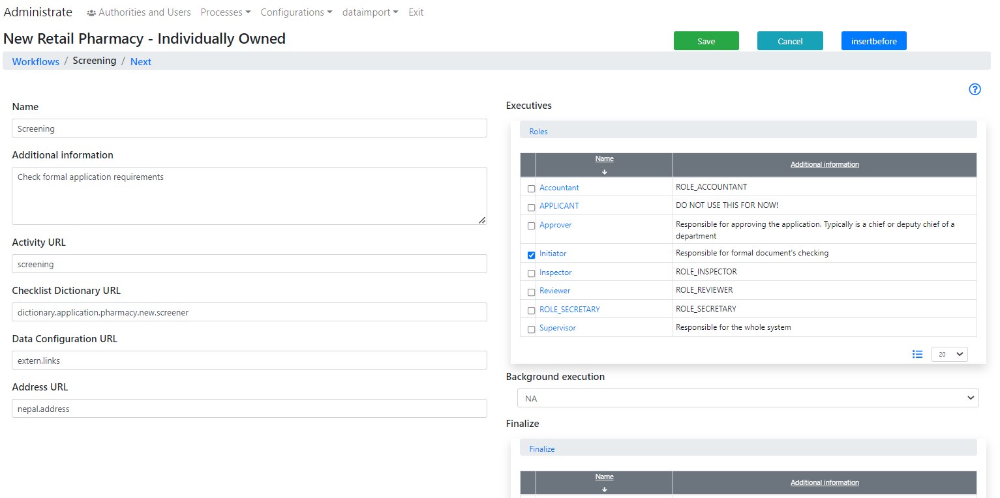 Administrate Authorities and Users Processes Configurations dataimport Exit
New Retail Pharmacy - Individually Owned
Save Cancel insertbefore
Workflows / Screening / Next
Name
Screening
Additional information
Check formal application requirements
Activity URL
screening
Checklist Dictionary URL
dictionary.application.pharmacy.new.screener
Data Configuration URL
extern.links
Address URL
nepal.address
Executives
Roles
Name Additional information
Accountant ROLE_ACCOUNTANT
APPLICANT DO NOT USE THIS FOR NOW!
Approver Responsible for approving the application. Typically is a chief or deputy chief of a
department
Initiator Responsible for formal document's checking
Inspector ROLE_INSPECTOR
Reviewer ROLE_REVIEWER
ROLE_SECRETARY ROLE_SECRETARY
Supervisor Responsible for the whole system
20
Background execution
NA
Finalize
Finalize
Name Additional information